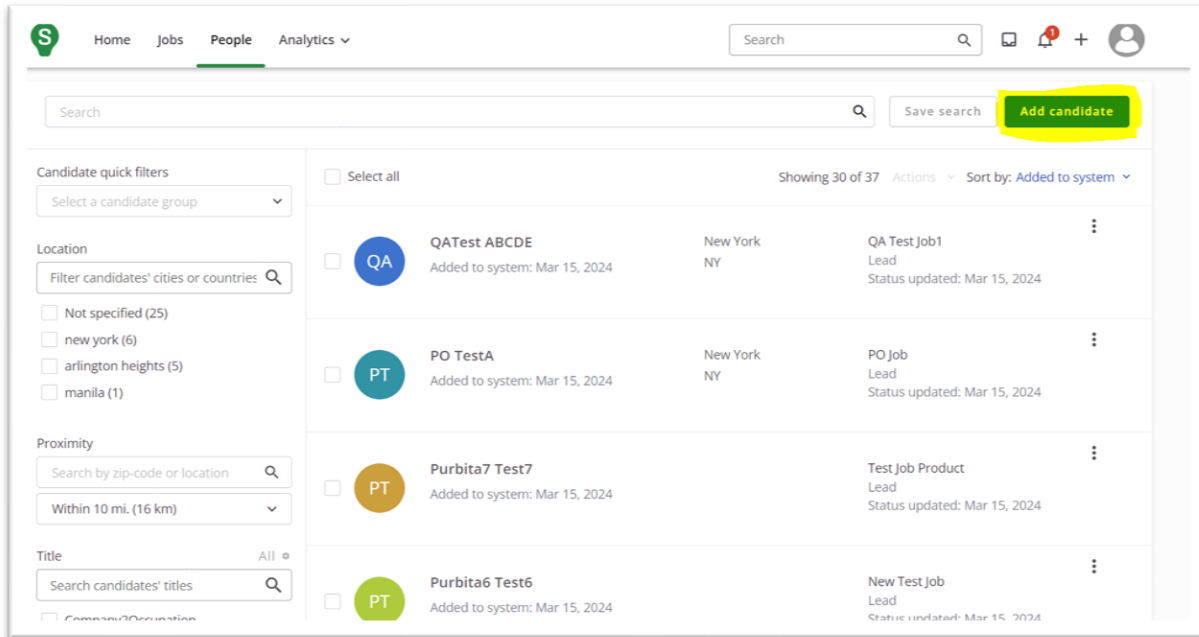 S
Home Jobs People Analytics
Search
1
Search
Save search
Add candidate
Candidate quick filters
Select a candidate group
Location
Filter candidates' cities or countries
Not specified (25)
new york (6)
arlington heights (5)
manila (1)
Proximity
Search by zip-code or location
Within 10 mi. (16 km)
Title All
Search candidates' titles
Company2Occupation
Select all
Showing 30 of 37 Actions Sort by: Added to system
QA
QATest ABCDE
Added to system: Mar 15, 2024
New York
NY
QA Test Job1
Lead
Status updated: Mar 15, 2024
PT
PO TestA
Added to system: Mar 15, 2024
New York
NY
PO Job
Lead
Status updated: Mar 15, 2024
PT
Purbita7 Test7
Added to system: Mar 15, 2024
Test Job Product
Lead
Status updated: Mar 15, 2024
PT
Purbita6 Test6
Added to system: Mar 15, 2024
New Test Job
Lead
Status updated: Mar 15, 2024